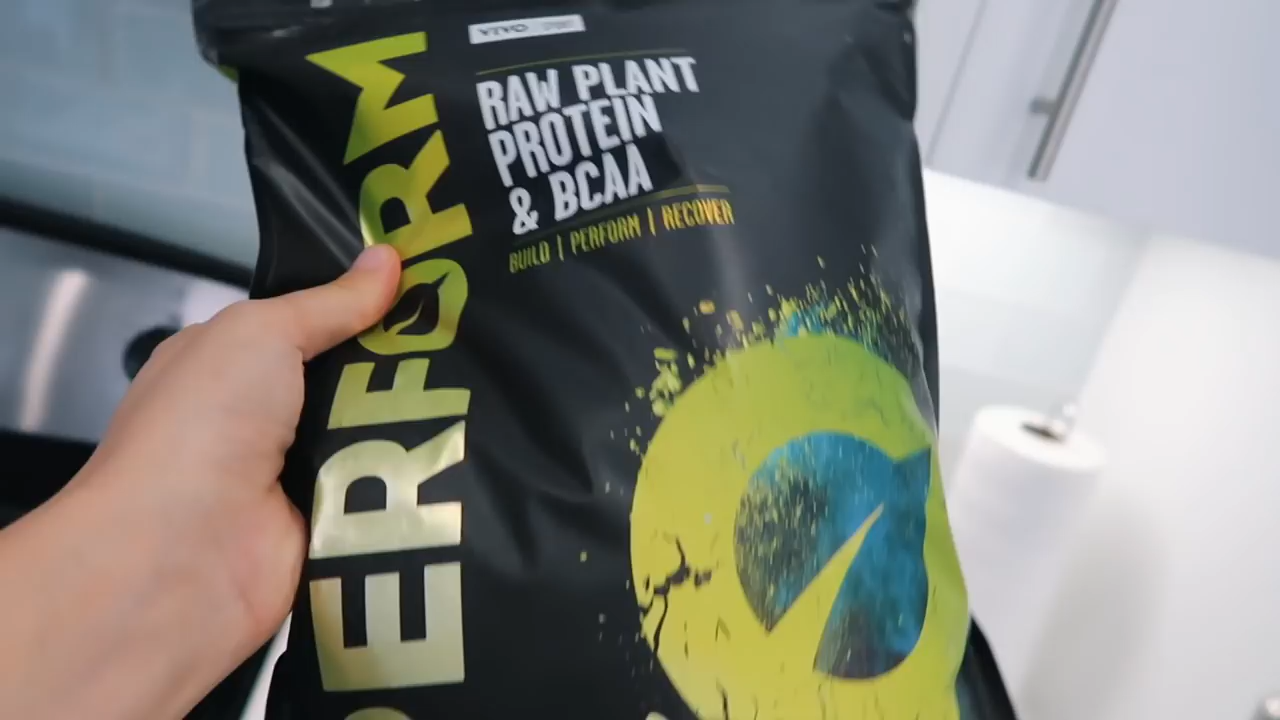 VIVO
RAW PLANT
PROTEIN
& BCAA
BUILD | PERFORM | RECOVER
PERFORM